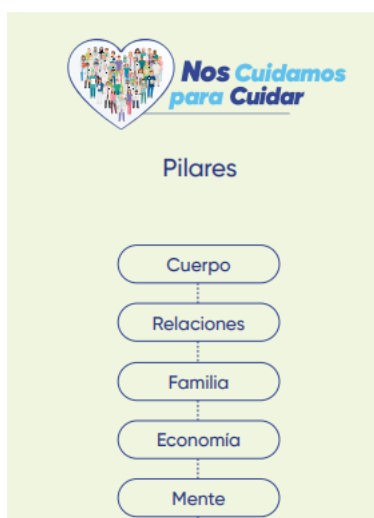 Nos Cuidamos
para Cuidar
Pilares
Cuerpo
Relaciones
Familia
Economía
Mente